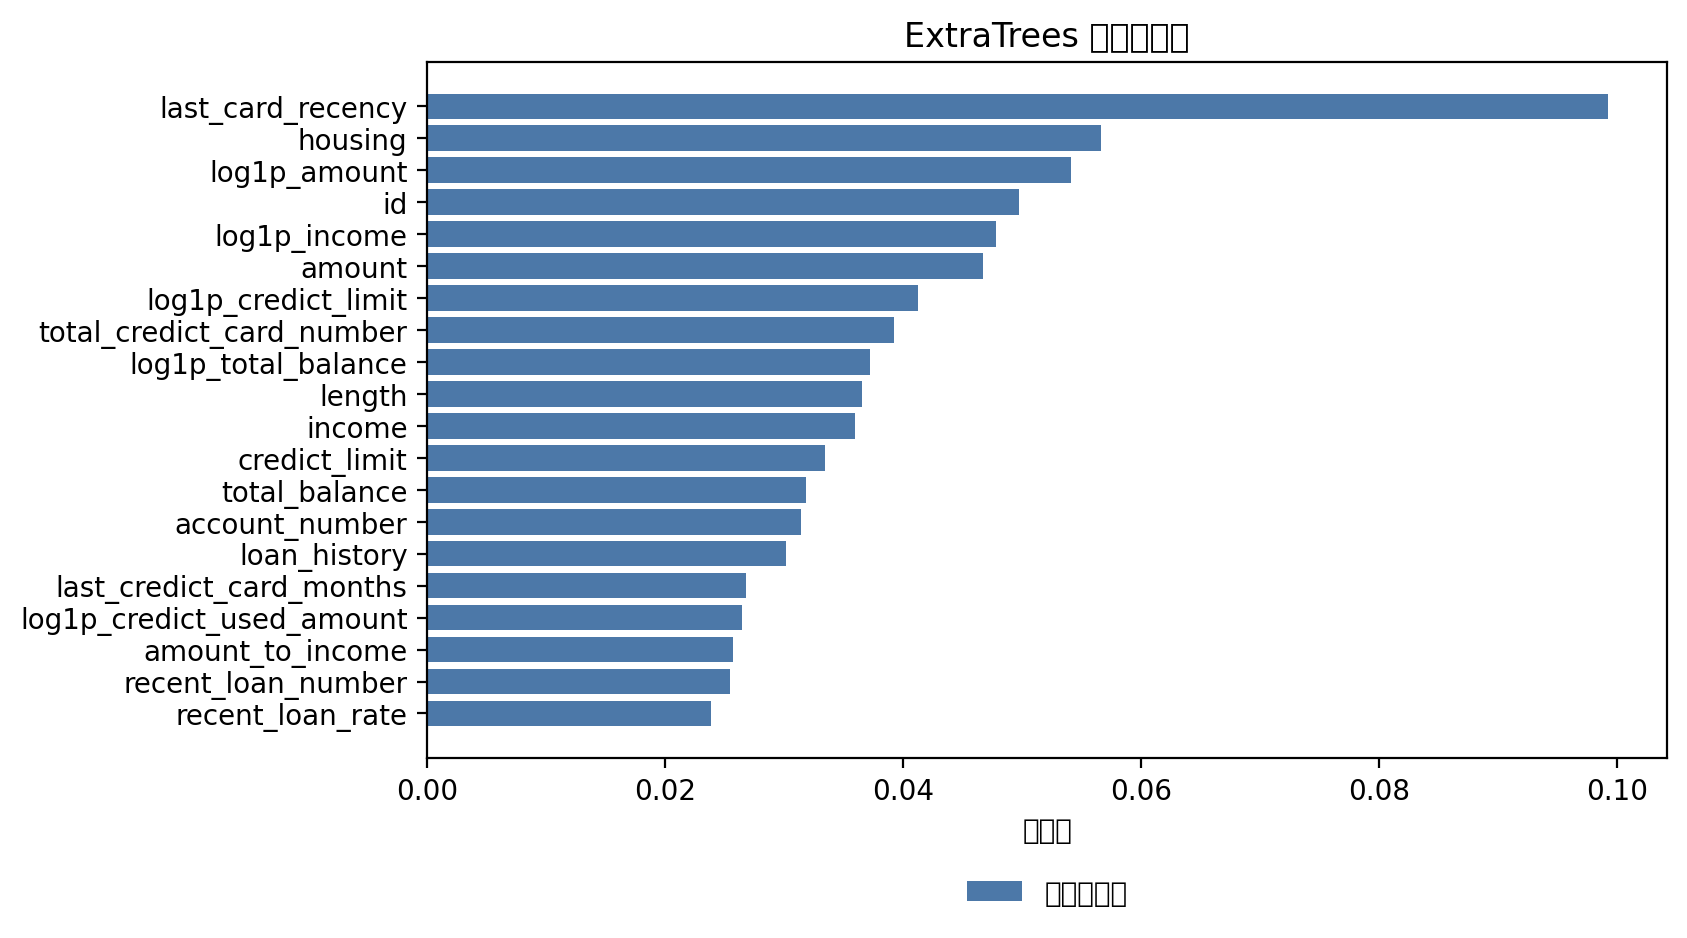 ExtraTrees
last_card_recency
housing
log1p_amount
id
log1p_income
amount
log1p_credict_limit
total_credict_card_number
log1p_total_balance
length
income
credict_limit
total_balance
account_number
loan_history
last_credict_card_months
log1p_credict_used_amount
amount_to_income
recent_loan_number
recent_loan_rate
0.00 0.02 0.04 0.06 0.08 0.10